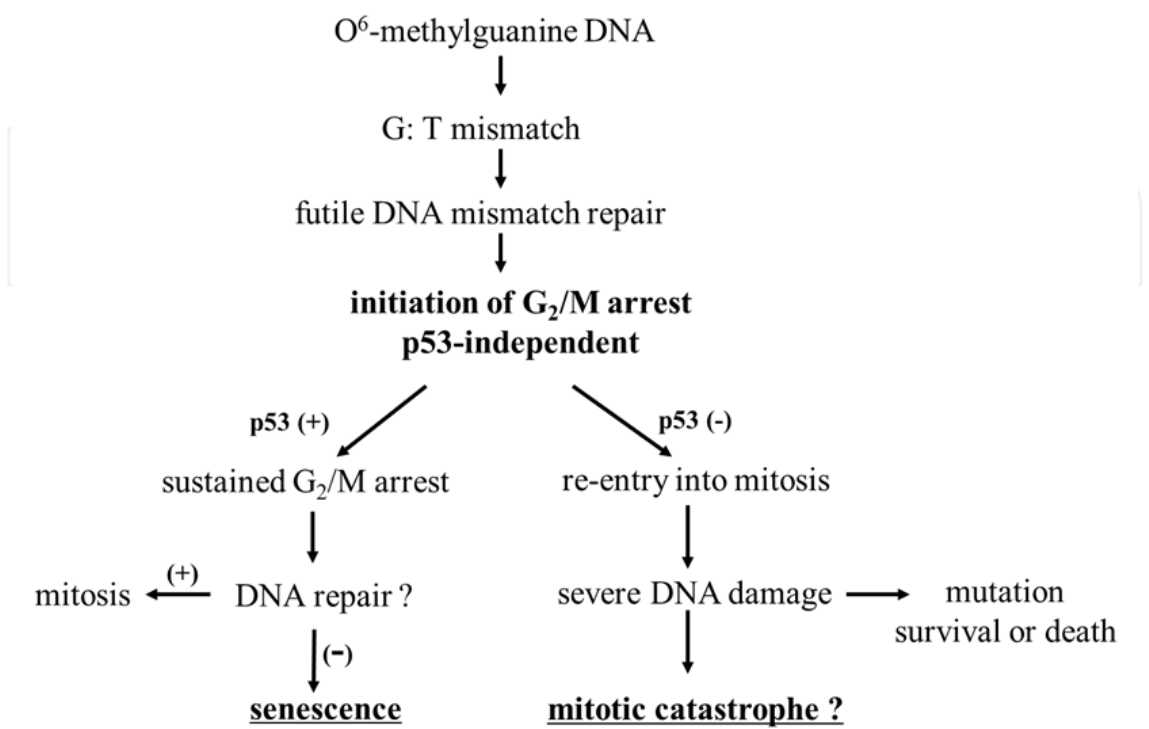 O⁶-methylguanine DNA
G: T mismatch
futile DNA mismatch repair
initiation of G₂/M arrest
p53-independent
p53 (+)
p53 (-)
sustained G₂/M arrest
re-entry into mitosis
mitosis
(+)
DNA repair ?
severe DNA damage
mutation
survival or death
(-)
senescence
mitotic catastrophe ?